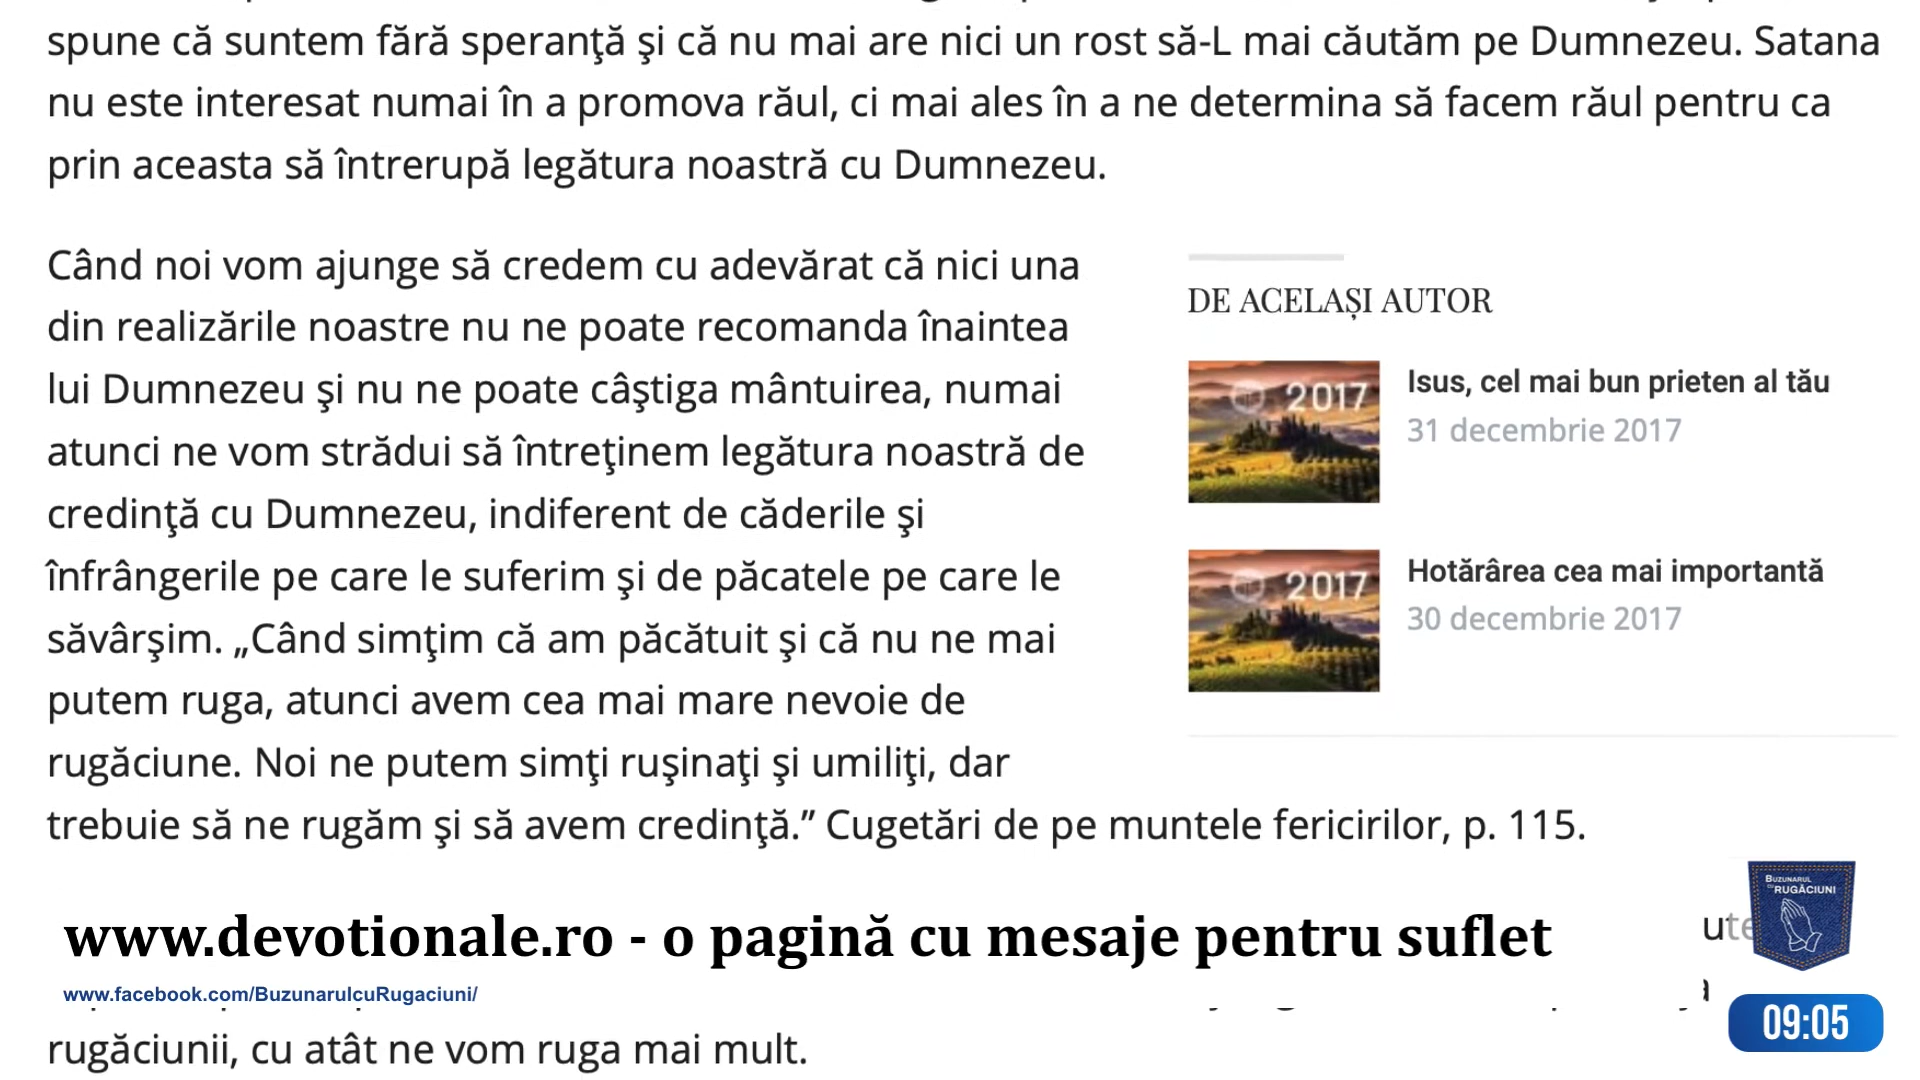 spune că suntem fără speranţă şi că nu mai are nici un rost să-L mai căutăm pe Dumnezeu. Satana
nu este interesat numai în a promova răul, ci mai ales în a ne determina să facem răul pentru ca
prin aceasta să întrerupă legătura noastră cu Dumnezeu.
Când noi vom ajunge să credem cu adevărat că nici una
din realizările noastre nu ne poate recomanda înaintea
lui Dumnezeu şi nu ne poate câştiga mântuirea, numai
atunci ne vom strădui să întreţinem legătura noastră de
credinţă cu Dumnezeu, indiferent de căderile şi
înfrângerile pe care le suferim şi de păcatele pe care le
săvârşim. „Când simţim că am păcătuit şi că nu ne mai
putem ruga, atunci avem cea mai mare nevoie de
rugăciune. Noi ne putem simţi ruşinaţi şi umiliţi, dar
trebuie să ne rugăm şi să avem credinţă.” Cugetări de pe muntele fericirilor, p. 115.
DE ACELAȘI AUTOR
2017
Isus, cel mai bun prieten al tău
31 decembrie 2017
2017
Hotărârea cea mai importantă
30 decembrie 2017
BUZUNARUL
CU RUGĂCIUNI
www.devotionale.ro - o pagină cu mesaje pentru suflet
www.facebook.com/BuzunarulcuRugaciuni/
09:05
rugăciunii, cu atât ne vom ruga mai mult.